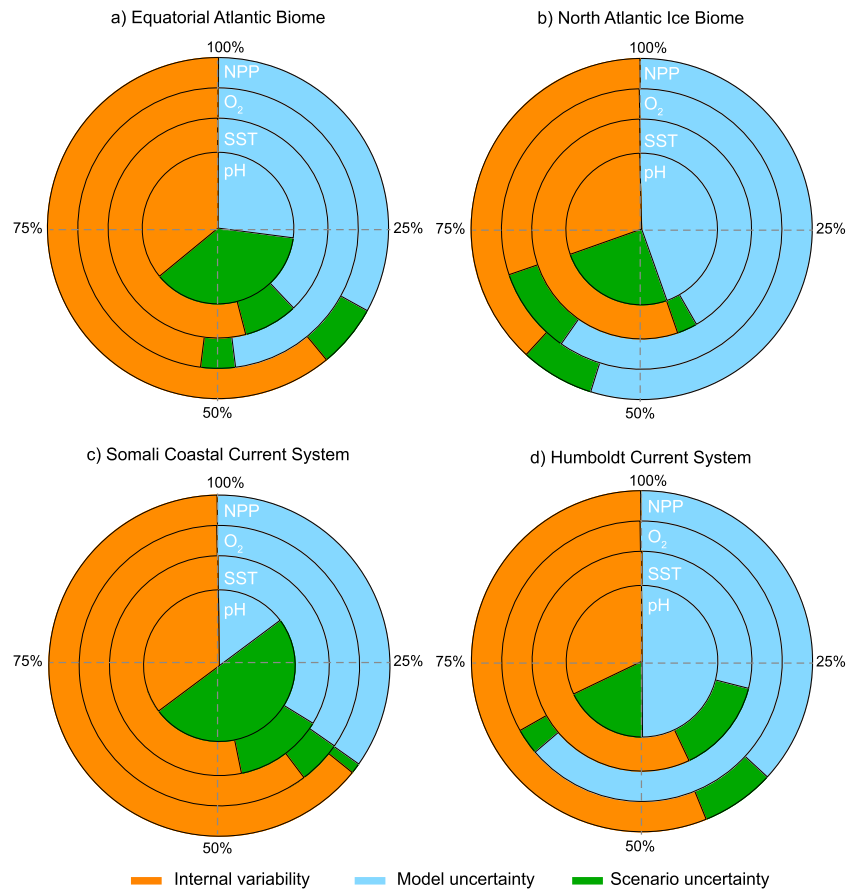 a) Equatorial Atlantic Biome
b) North Atlantic Ice Biome
100%
NPP
O2
SST
pH
75%
25%
50%
100%
NPP
O2
SST
pH
75%
25%
50%
c) Somali Coastal Current System
d) Humboldt Current System
100%
NPP
O2
SST
pH
75%
25%
50%
100%
NPP
O2
SST
pH
75%
25%
50%
Internal variability
Model uncertainty
Scenario uncertainty